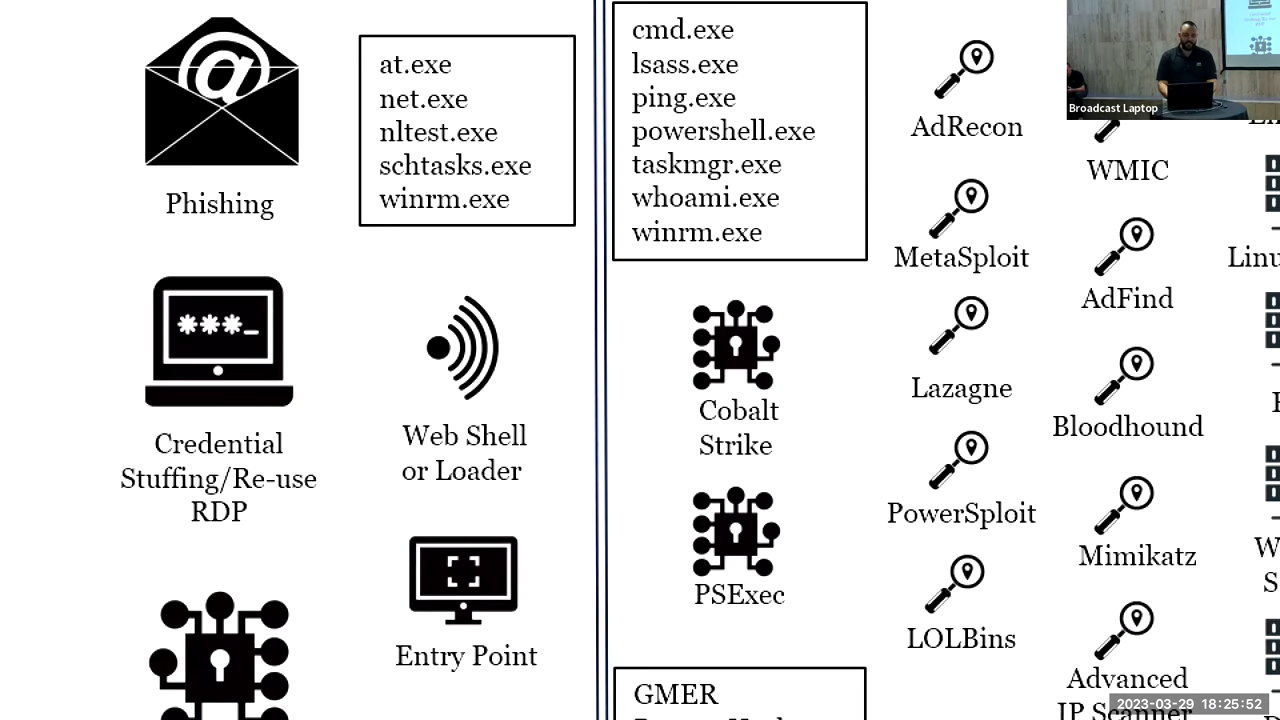 Phishing
at.exe
net.exe
nltest.exe
schtasks.exe
winrm.exe
Credential
Stuffing/Re-use
RDP
Web Shell
or Loader
Entry Point
cmd.exe
lsass.exe
ping.exe
powershell.exe
taskmgr.exe
whoami.exe
winrm.exe
Cobalt
Strike
PSExec
GMER
AdRecon
MetaSploit
Lazagne
PowerSploit
LOLBins
WMIC
AdFind
Bloodhound
Mimikatz
Advanced
IP Scanner
Broadcast Laptop
2023-03-29 18:25:52